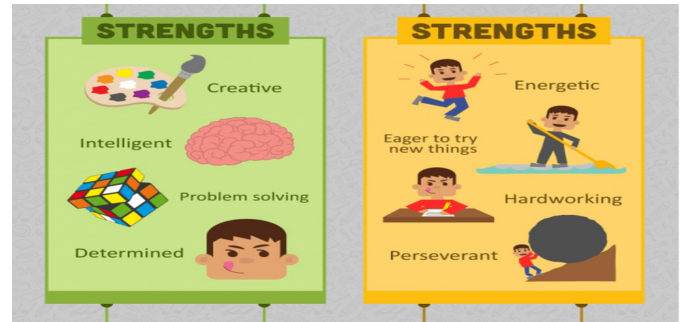 STRENGTHS
Creative
Intelligent
Problem solving
Determined
STRENGTHS
Energetic
Eager to try
new things
Hardworking
Perseverant